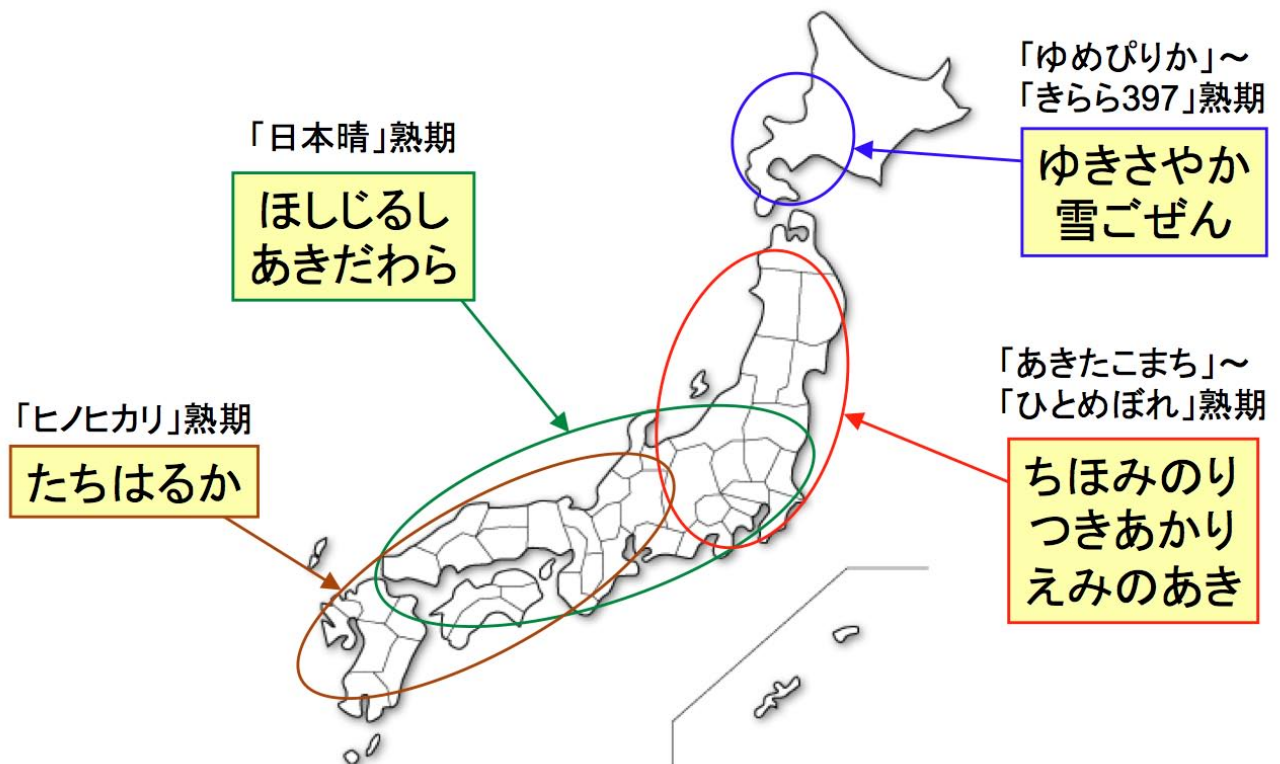 「ゆめぴりか」～
「きらら397」熟期
ゆきさやか
雪ごぜん
「日本晴」熟期
ほしじるし
あきだわら
「あきたこまち」～
「ひとめぼれ」熟期
ちほみのり
つきあかり
えみのあき
「ヒノヒカリ」熟期
たちはるか